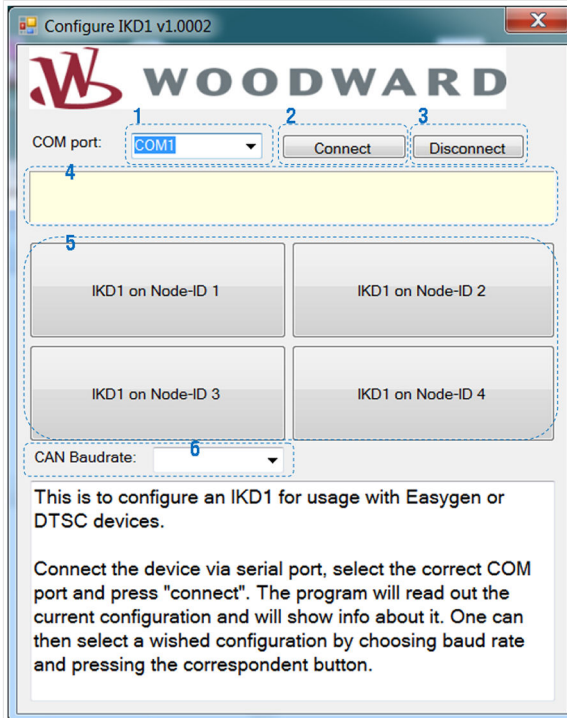 Configure IKD1 v1.0002
X
W WOODWARD
1 2 3
COM port: COM1 Connect Disconnect
4
5
IKD1 on Node-ID 1 IKD1 on Node-ID 2
IKD1 on Node-ID 3 IKD1 on Node-ID 4
6
CAN Baudrate:
This is to configure an IKD1 for usage with Easygen or
DTSC devices.
Connect the device via serial port, select the correct COM
port and press "connect". The program will read out the
current configuration and will show info about it. One can
then select a wished configuration by choosing baud rate
and pressing the correspondent button.